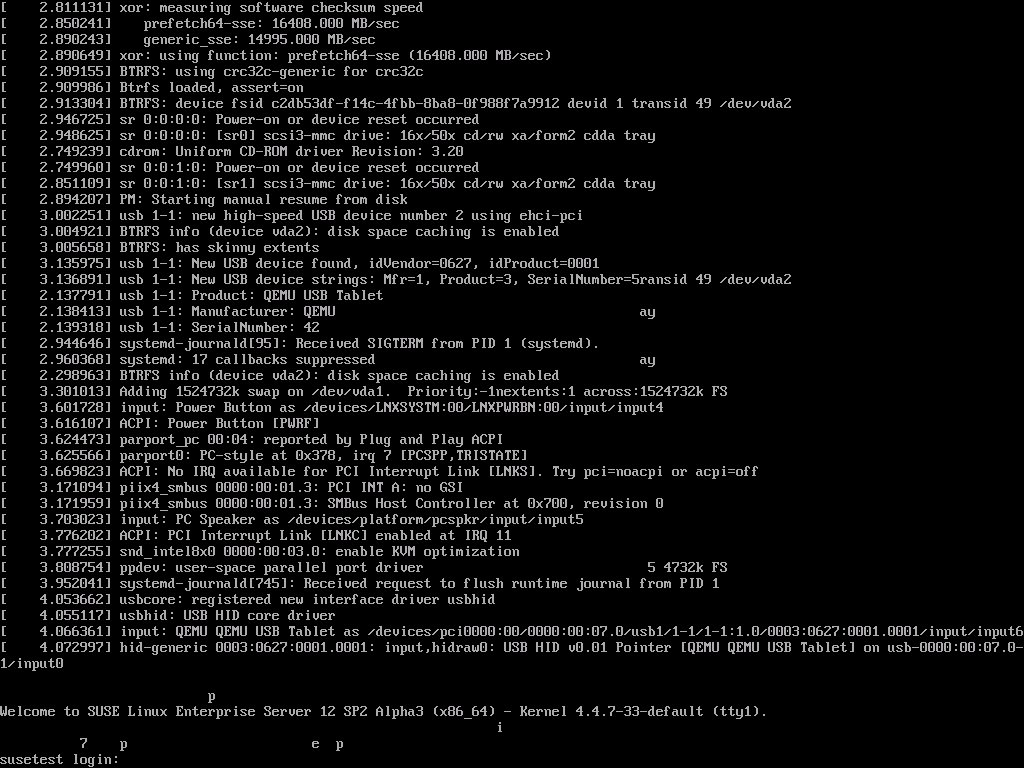 [    2.811131] xor: measuring software checksum speed
[    2.850241]    prefetch64-sse: 16408.000 MB/sec
[    2.890243]    generic_sse: 14995.000 MB/sec
[    2.890649] xor: using function: prefetch64-sse (16408.000 MB/sec)
[    2.909155] BTRFS: using crc32c-generic for crc32c
[    2.909986] Btrfs loaded, assert=on
[    2.913304] BTRFS: device fsid c2db53df-f14c-4fbb-8ba8-0f988f7a9912 devid 1 transid 49 /dev/vda2
[    2.946725] sr 0:0:0:0: Power-on or device reset occurred
[    2.948625] sr 0:0:0:0: [sr0] scsi3-mmc drive: 16x/50x cd/rw xa/form2 cdda tray
[    2.749239] cdrom: Uniform CD-ROM driver Revision: 3.20
[    2.749960] sr 0:0:1:0: Power-on or device reset occurred
[    2.851109] sr 0:0:1:0: [sr1] scsi3-mmc drive: 16x/50x cd/rw xa/form2 cdda tray
[    2.894207] PM: Starting manual resume from disk
[    3.002251] usb 1-1: new high-speed USB device number 2 using ehci-pci
[    3.004921] BTRFS info (device vda2): disk space caching is enabled
[    3.005658] BTRFS: has skinny extents
[    3.135975] usb 1-1: New USB device found, idVendor=0627, idProduct=0001
[    3.136891] usb 1-1: New USB device strings: Mfr=1, Product=3, SerialNumber=5ransid 49 /dev/vda2
[    2.137791] usb 1-1: Product: QEMU USB Tablet
[    2.138413] usb 1-1: Manufacturer: QEMU                                      ay
[    2.139318] usb 1-1: SerialNumber: 42
[    2.944646] systemd-journald[95]: Received SIGTERM from PID 1 (systemd).
[    2.960368] systemd: 17 callbacks suppressed                                 ay
[    2.298963] BTRFS info (device vda2): disk space caching is enabled
[    3.301013] Adding 1524732k swap on /dev/vda1.  Priority:-1nextents:1 across:1524732k FS
[    3.601728] input: Power Button as /devices/LNXSYSTM:00/LNXPWRBN:00/input/input4
[    3.616107] ACPI: Power Button [PWRF]
[    3.624473] parport_pc 00:04: reported by Plug and Play ACPI
[    3.625566] parport0: PC-style at 0x378, irq 7 [PCSPP,TRISTATE]
[    3.669823] ACPI: No IRQ available for PCI Interrupt Link [LNKS]. Try pci=noacpi or acpi=off
[    3.171094] piix4_smbus 0000:00:01.3: PCI INT A: no GSI
[    3.171959] piix4_smbus 0000:00:01.3: SMBus Host Controller at 0x700, revision 0
[    3.703023] input: PC Speaker as /devices/platform/pcspkr/input/input5
[    3.776202] ACPI: PCI Interrupt Link [LNKC] enabled at IRQ 11
[    3.777255] snd_intel8x0 0000:00:03.0: enable KVM optimization
[    3.808754] ppdev: user-space parallel port driver                            5 4732k FS
[    3.952041] systemd-journald[745]: Received request to flush runtime journal from PID 1
[    4.053662] usbcore: registered new interface driver usbhid
[    4.055117] usbhid: USB HID core driver
[    4.066361] input: QEMU QEMU USB Tablet as /devices/pci0000:00/0000:00:07.0/usb1/1-1/1-1:1.0/0003:0627:0001.0001/input/input6
[    4.072997] hid-generic 0003:0627:0001.0001: input,hidraw0: USB HID v0.01 Pointer [QEMU QEMU USB Tablet] on usb-0000:00:07.0-
1/input0
p
Welcome to SUSE Linux Enterprise Server 12 SP2 Alpha3 (x86_64) - Kernel 4.4.7-33-default (tty1).
i
7    p                       e  p
susetest login: